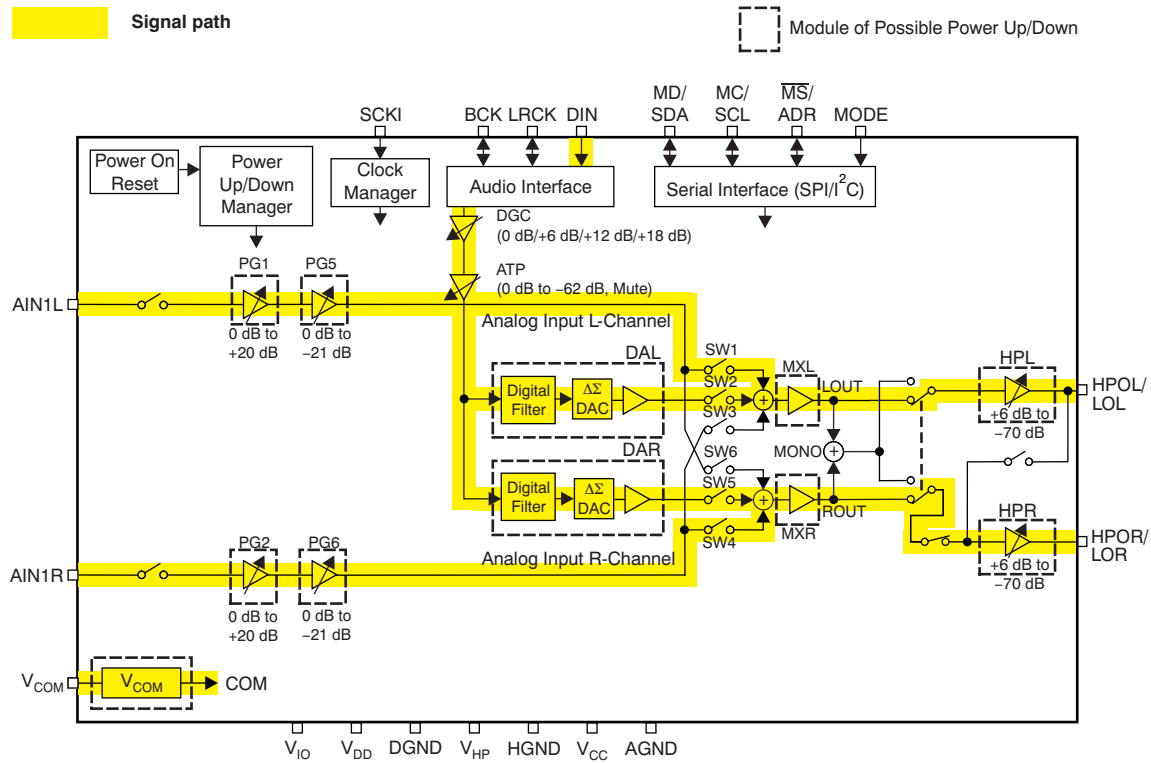 Signal path
Module of Possible Power Up/Down
SCKI
BCK
LRCK
DIN
MD/
SDA
MC/
SCL
MS/
ADR
MODE
Power On
Reset
Power
Up/Down
Manager
Clock
Manager
Audio Interface
Serial Interface (SPI/I²C)
DGC
(0 dB/+6 dB/+12 dB/+18 dB)
ATP
(0 dB to −62 dB, Mute)
PG1
PG5
AIN1L
0 dB to
+20 dB
0 dB to
−21 dB
Analog Input L-Channel
DAL
Digital
Filter
ΔΣ
DAC
SW1
SW2
SW3
MXL
LOUT
HPL
+6 dB to
−70 dB
HPOL/
LOL
MONO
DAR
Digital
Filter
ΔΣ
DAC
SW6
SW5
SW4
MXR
ROUT
HPR
+6 dB to
−70 dB
HPOR/
LOR
Analog Input R-Channel
PG2
PG6
AIN1R
0 dB to
+20 dB
0 dB to
−21 dB
VCOM
VCOM
COM
VIO
VDD
DGND
VHP
HGND
VCC
AGND